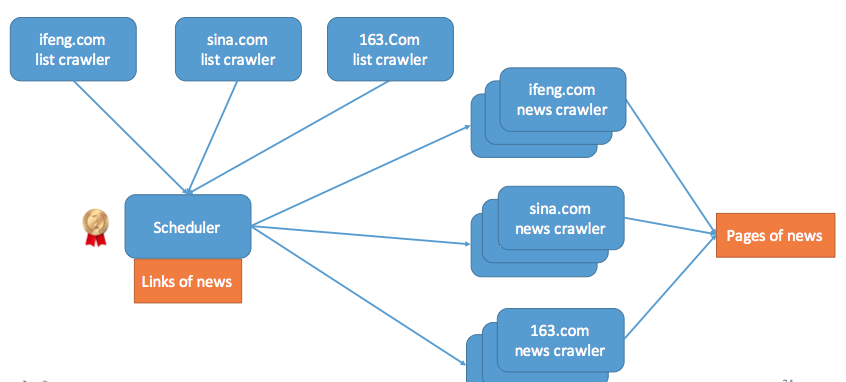 ifeng.com
list crawler
sina.com
list crawler
163.Com
list crawler
ifeng.com
news crawler
sina.com
news crawler
Scheduler
Pages of news
Links of news
163.com
news crawler